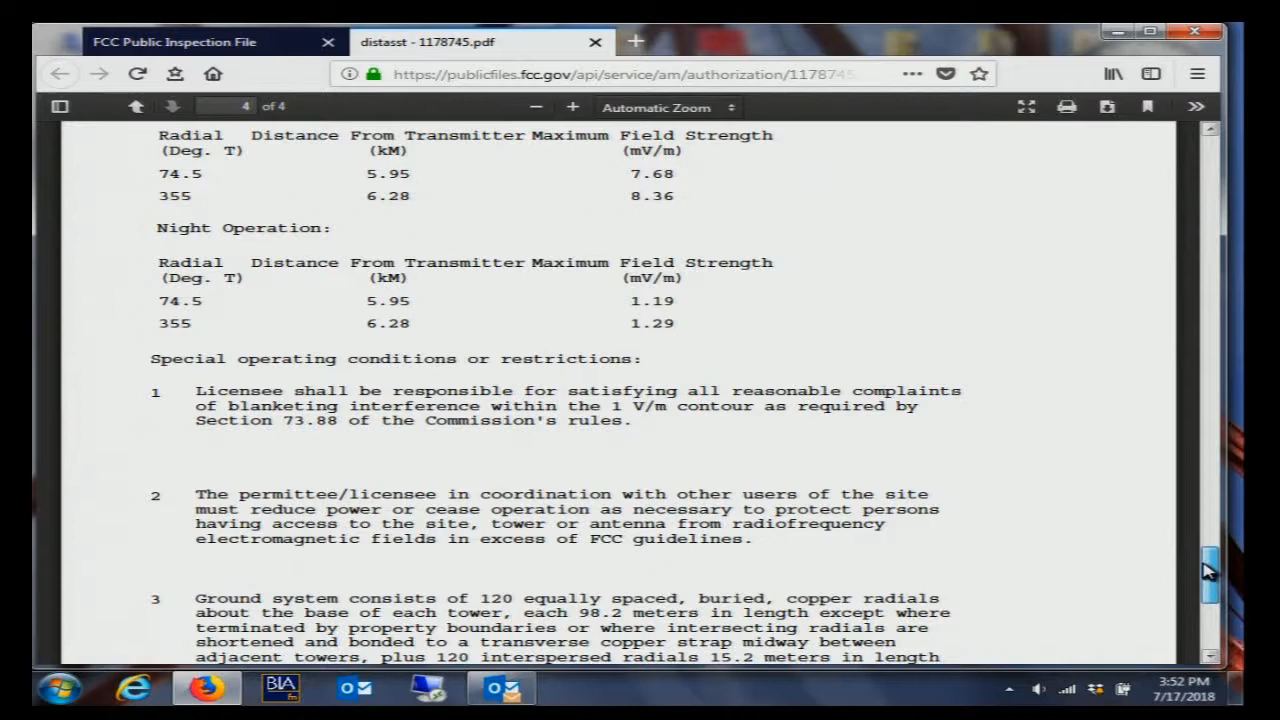 FCC Public Inspection File
distasst - 1178745.pdf
https://publicfiles.fcc.gov/api/service/am/authorization/1178745
4 of 4
Automatic Zoom
Radial Distance From Transmitter Maximum Field Strength
(Deg. T) (kM) (mV/m)
74.5 5.95 7.68
355 6.28 8.36
Night Operation:
Radial Distance From Transmitter Maximum Field Strength
(Deg. T) (kM) (mV/m)
74.5 5.95 1.19
355 6.28 1.29
Special operating conditions or restrictions:
1 Licensee shall be responsible for satisfying all reasonable complaints
of blanketing interference within the 1 V/m contour as required by
Section 73.88 of the Commission's rules.
2 The permittee/licensee in coordination with other users of the site
must reduce power or cease operation as necessary to protect persons
having access to the site, tower or antenna from radiofrequency
electromagnetic fields in excess of FCC guidelines.
3 Ground system consists of 120 equally spaced, buried, copper radials
about the base of each tower, each 98.2 meters in length except where
terminated by property boundaries or where intersecting radials are
shortened and bonded to a transverse copper strap midway between
adjacent towers, plus 120 interspersed radials 15.2 meters in length
BIA
fn
3:52 PM
7/17/2018